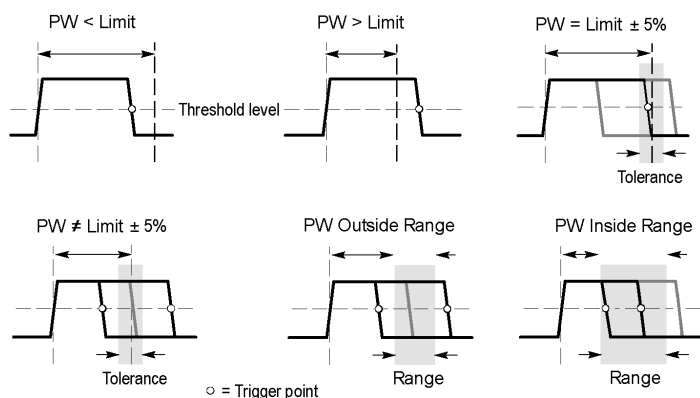 PW < Limit
PW > Limit
PW = Limit ± 5%
Threshold level
Tolerance
PW ≠ Limit ± 5%
PW Outside Range
PW Inside Range
Tolerance
Range
Range
= Trigger point